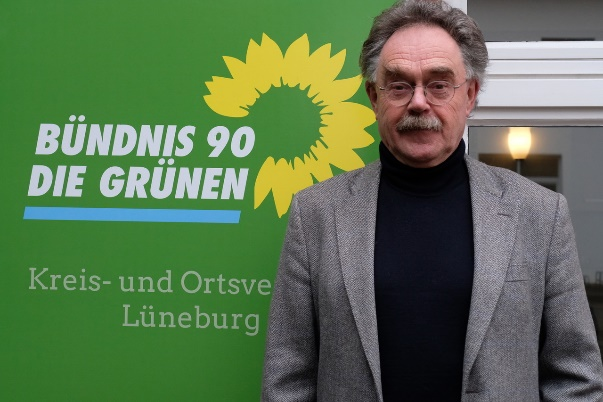 BÜNDNIS 90
DIE GRÜNEN
Kreis- und Ortsve
Lüneburg